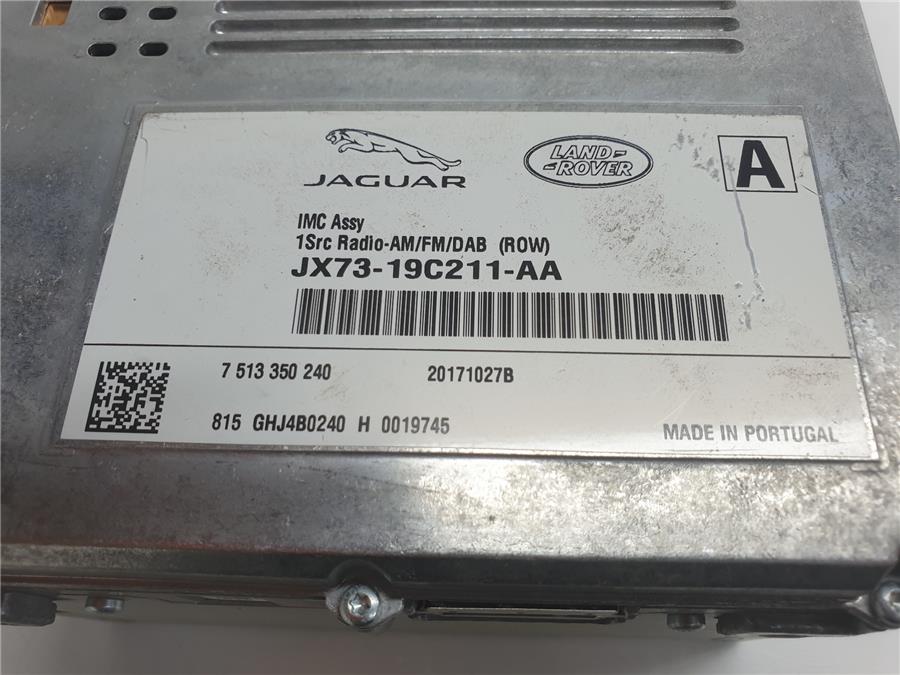 JAGUAR
LAND-
-ROVER
A
IMC Assy
1Src Radio-AM/FM/DAB (ROW)
JX73-19C211-AA
7 513 350 240 20171027B
815 GHJ4B0240 H 0019745
MADE IN PORTUGAL